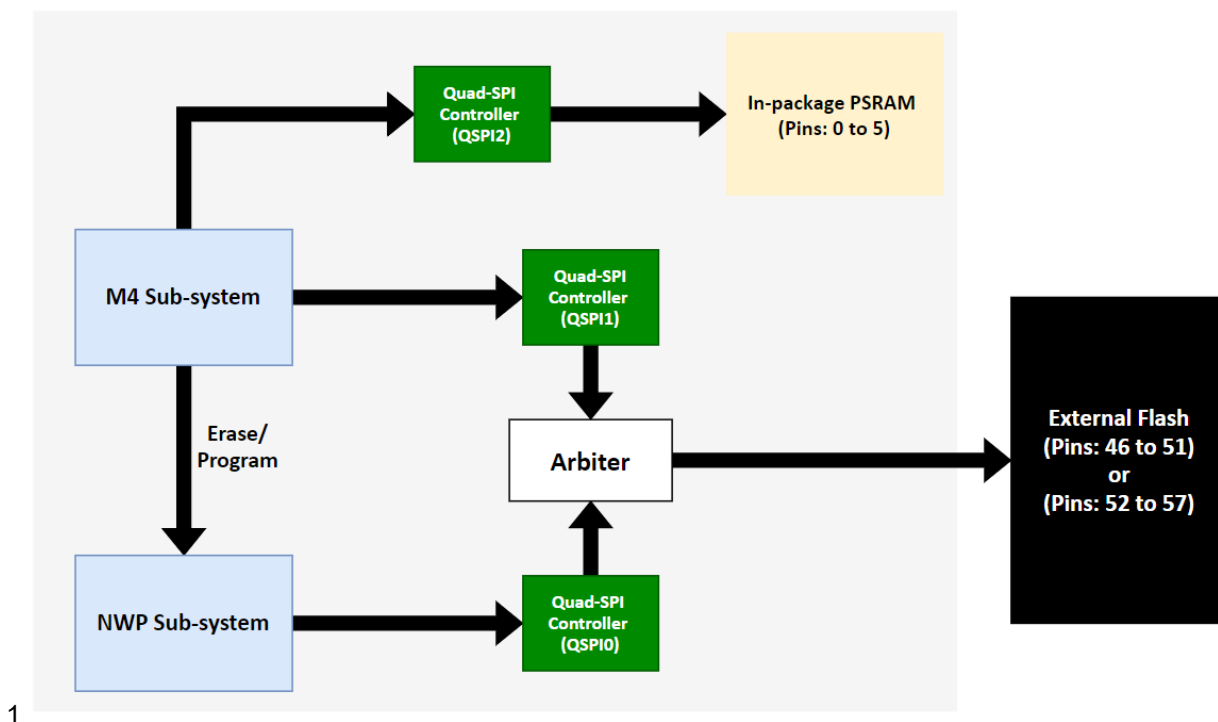 Quad-SPI
Controller
(QSPI2)
In-package PSRAM
(Pins: 0 to 5)
M4 Sub-system
Quad-SPI
Controller
(QSPI1)
Erase/
Program
Arbiter
External Flash
(Pins: 46 to 51)
or
(Pins: 52 to 57)
NWP Sub-system
Quad-SPI
Controller
(QSPI0)
1